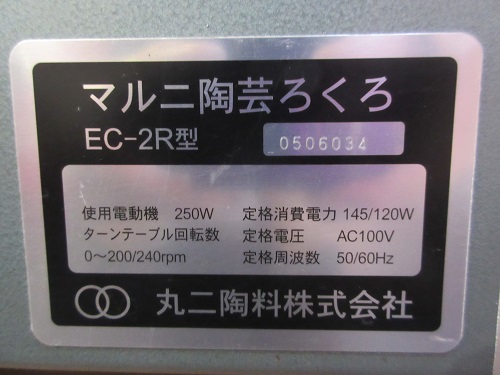 マルニ陶芸ろくろ
EC-2R型 0506034
使用電動機 250W 定格消費電力 145/120W
ターンテーブル回転数 定格電圧 AC100V
0～200/240rpm 定格周波数 50/60Hz
丸二陶料株式会社